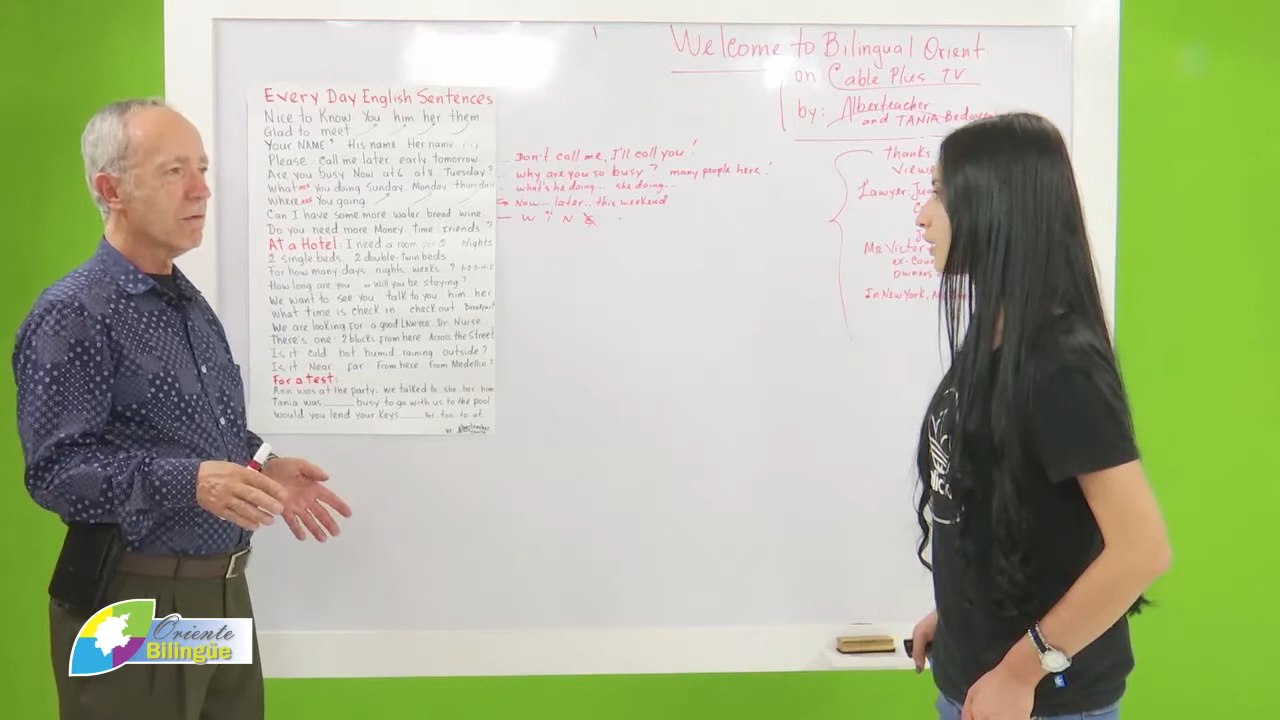 Welcome to Bilingual Orient
on Cable Plus TV
by: Alberteacher
and TANIA Bedoya
Every Day English Sentences
Nice to Know You him her them
Glad to meet
Your NAME? His name Her name
Please call me later early tomorrow
Are you busy Now at 6 at 8 Tuesday?
What are You doing Sunday Monday thursday
Where are You going
Can I have some more water bread wine
Do you need more Money time friends?
At a Hotel: I need a room for 2 Nights
2 single beds 2 double twin beds
For how many days nights weeks? 1-2-3-4-5
How long are you or will you be staying?
We want to see You talk to you him her
What time is check in check out Breakfast
We are looking for a good LAWYER Dr. Nurse
There's one 2 blocks from here Across the Street
Is it cold hot humid raining outside?
Is it Near far From here From Medellin?
For a test:
Ann was at the party we talked to she her him
Tania was ____ busy to go with us to the pool
Would you lend your keys ____ for too to at
Don't call me, I'll call you!
why are you so busy? many people here!
what's he doing... she doing...
Now... later.. this weekend
thanks
Lawyer
Mr. Victor
Owners
In New York,
Oriente
Bilingüe